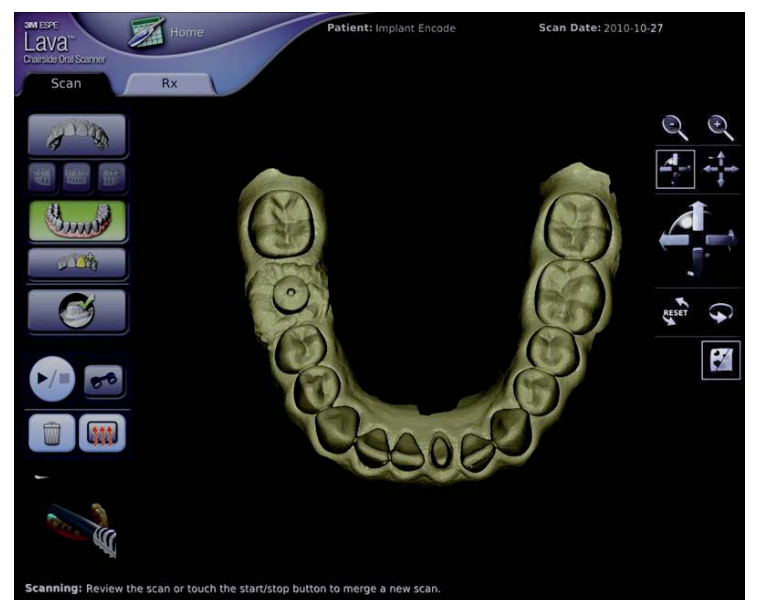 3M ESPE
Lava™
Chairside Oral Scanner
Home
Patient: Implant Encode
Scan Date: 2010-10-27
Scan
Rx
RESET
Scanning: Review the scan or touch the start/stop button to merge a new scan.